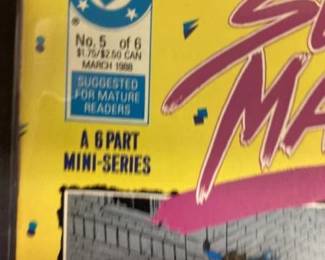 No. 5 of 6
$1.75/$2.50 CAN
MARCH 1988
SUGGESTED
FOR MATURE
READERS
A 6 PART
MINI-SERIES